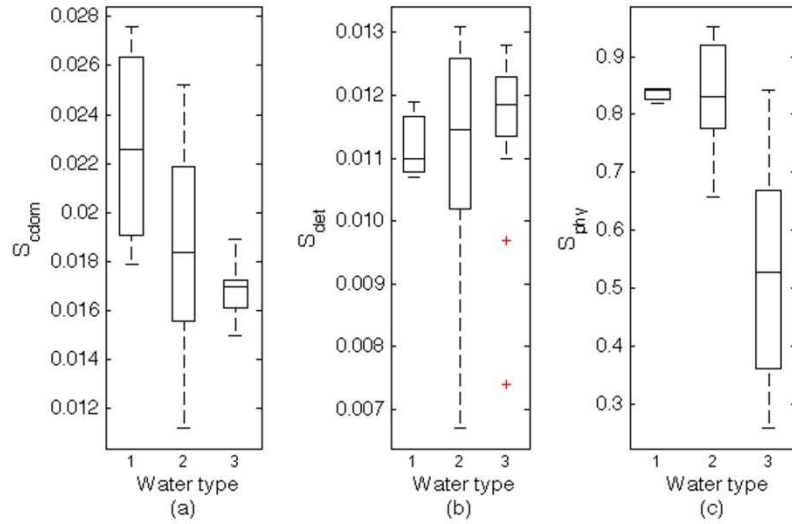 0.028
0.026
0.024
0.022
0.02
0.018
0.016
0.014
0.012
S_cdom
1 2 3
Water type
(a)
0.013
0.012
0.011
0.010
0.009
0.008
0.007
S_det
1 2 3
Water type
(b)
0.9
0.8
0.7
0.6
0.5
0.4
0.3
S_phy
1 2 3
Water type
(c)